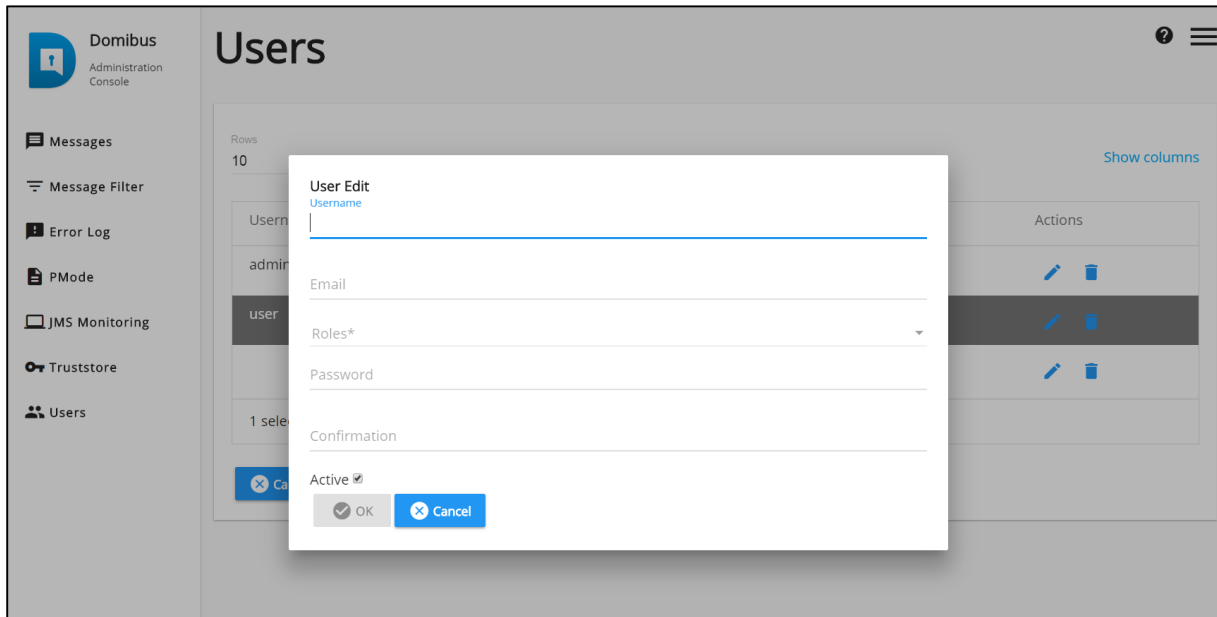 Domibus
Administration
Console
Messages
Message Filter
Error Log
PMode
JMS Monitoring
Truststore
Users
Users
Rows
10
Show columns
Actions
admin
user
User Edit
Username
Email
Roles*
Password
Confirmation
Active
OK
Cancel